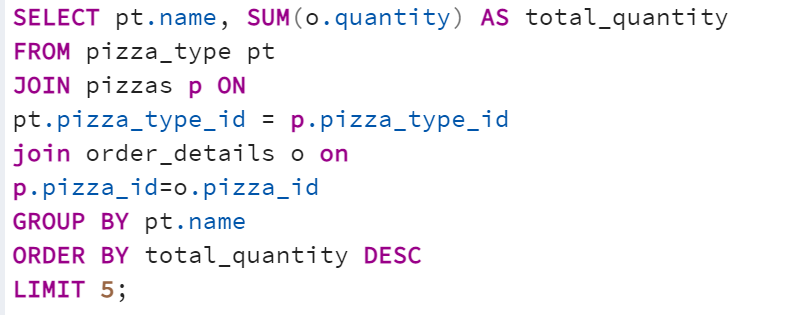 SELECT pt.name, SUM(o.quantity) AS total_quantity
FROM pizza_type pt
JOIN pizzas p ON
pt.pizza_type_id = p.pizza_type_id
join order_details o on
p.pizza_id=o.pizza_id
GROUP BY pt.name
ORDER BY total_quantity DESC
LIMIT 5;